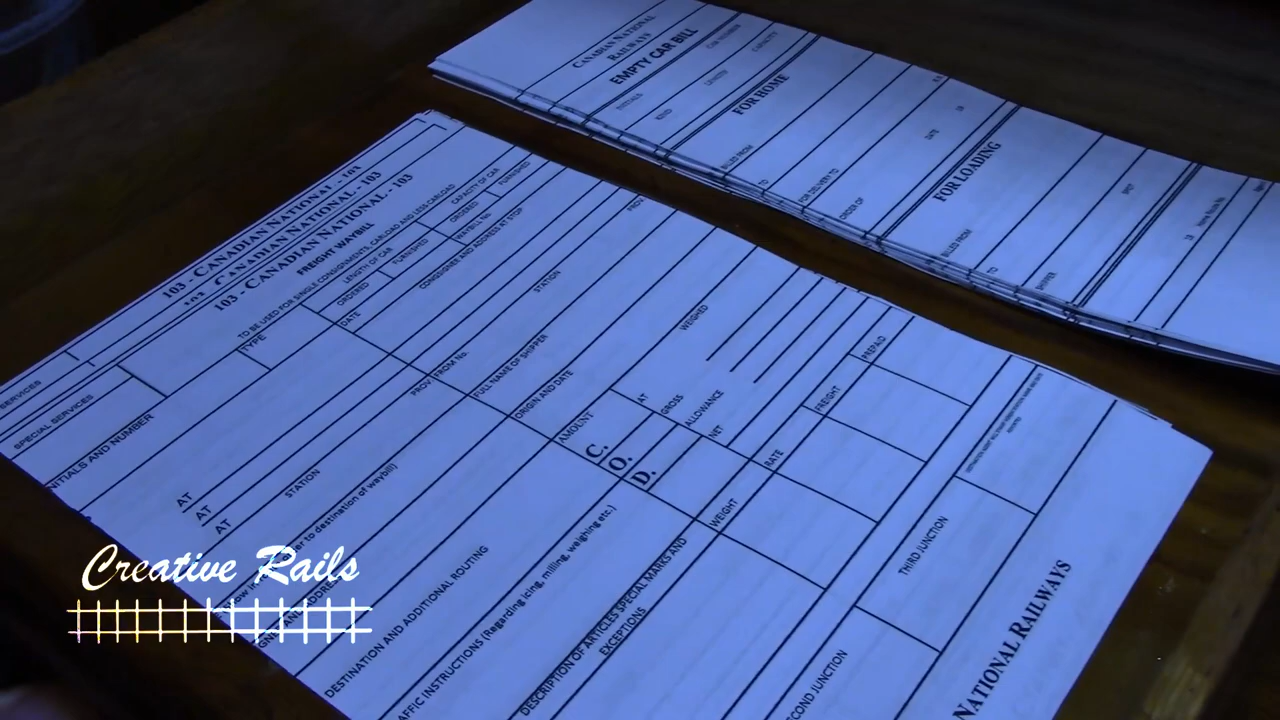 CANADIAN NATIONAL
RAILWAYS
EMPTY CAR BILL
INITIALS
CAR NUMBER
KIND
LENGTH
CAPACITY
FOR HOME
BILLED FROM
TO
FOR DELIVERY TO
ORDER OF
DATE
FOR LOADING
BILLED FROM
TO
103 - CANADIAN NATIONAL - 103
103 - CANADIAN NATIONAL - 103
103 - CANADIAN NATIONAL - 103
FREIGHT WAYBILL
TO BE USED FOR SINGLE CONSIGNMENTS, CARLOAD AND LESS CARLOAD
SERVICES
SPECIAL SERVICES
TYPE
LENGTH OF CAR
CAPACITY OF CAR
ORDERED
FURNISHED
ORDERED
FURNISHED
INITIALS AND NUMBER
DATE
WAYBILL No.
CONSIGNEE AND ADDRESS AT STOP
AT
AT
AT
STATION
PROV
FROM No.
STATION
PROV
FULL NAME OF SHIPPER
ORIGIN AND DATE
DESTINATION AND ADDITIONAL ROUTING
AMOUNT
C.
O.
D.
WEIGHED
AT
GROSS
ALLOWANCE
NET
RATE
FREIGHT
PREPAID
WEIGHT
(Regarding icing, milling, weighing etc.)
DESCRIPTION OF ARTICLES SPECIAL MARKS AND
EXCEPTIONS
SECOND JUNCTION
THIRD JUNCTION
NATIONAL RAILWAYS
Creative Rails